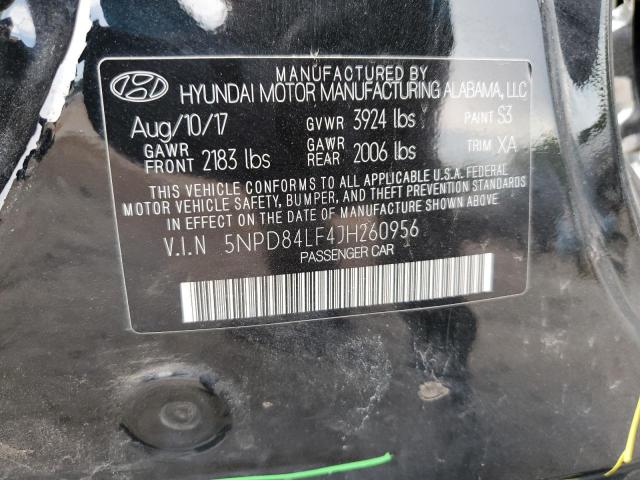 MANUFACTURED BY
HYUNDAI MOTOR MANUFACTURING ALABAMA, LLC
Aug/10/17 GVWR 3924 lbs PAINT S3
GAWR FRONT 2183 lbs GAWR REAR 2006 lbs TRIM XA
THIS VEHICLE CONFORMS TO ALL APPLICABLE U.S.A. FEDERAL
MOTOR VEHICLE SAFETY, BUMPER, AND THEFT PREVENTION STANDARDS
IN EFFECT ON THE DATE OF MANUFACTURE SHOWN ABOVE.
V.I.N 5NPD84LF4JH260956
PASSENGER CAR